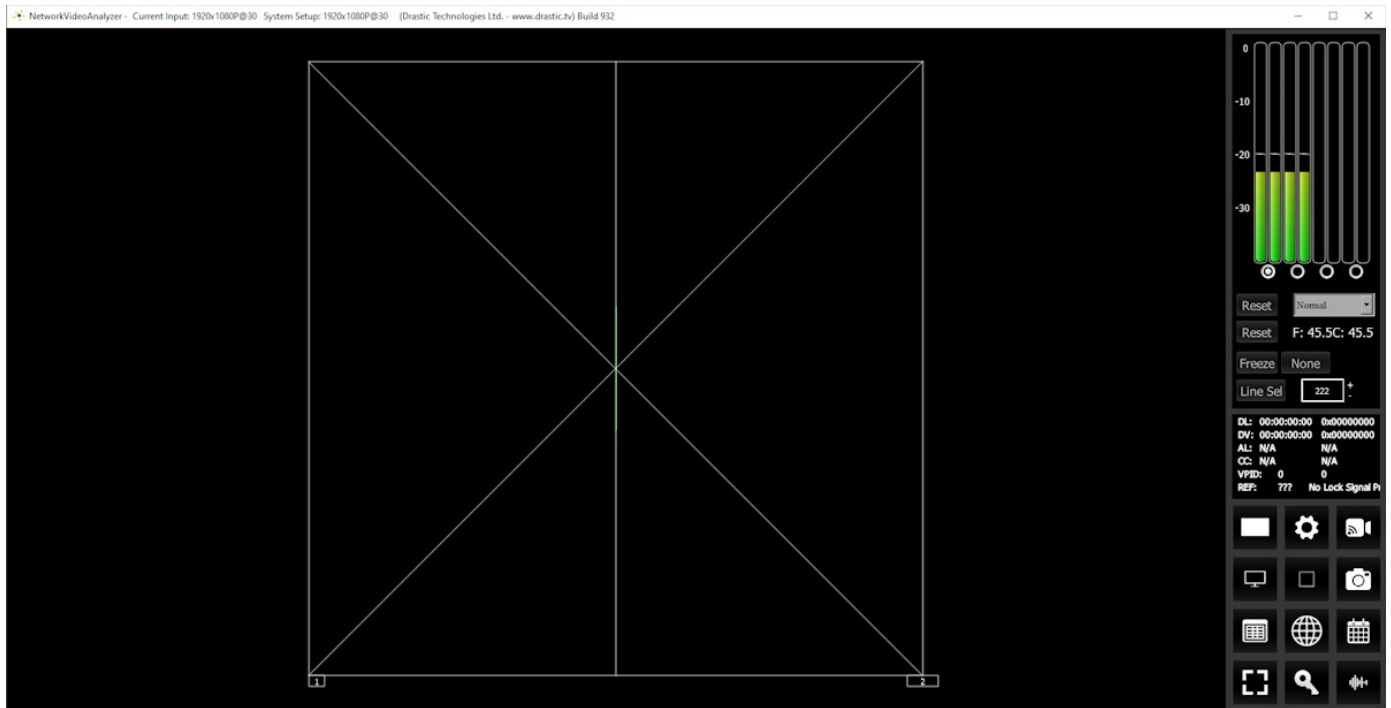 NetworkVideoAnalyzer - Current Input: 1920x1080P@30 System Setup: 1920x1080P@30 (Drastic Technologies Ltd. - www.drastic.tv) Build 932
0
-10
-20
-30
Reset Normal
Reset F: 45.5C: 45.5
Freeze None
Line Sel 222 + -
DL: 00:00:00:00 0x00000000
DV: 00:00:00:00 0x00000000
AL: N/A N/A
CC: N/A N/A
VPID: 0 0
REF: ??? No Lock Signal Pr
1 2